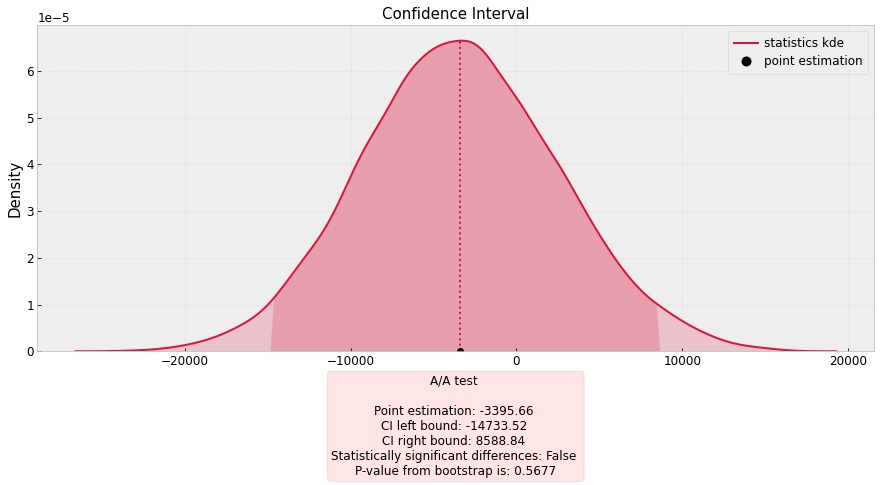 Confidence Interval
1e−5
statistics kde
point estimation
6
5
4
3
2
1
0
Density
−20000
−10000
0
10000
20000
A/A test
Point estimation: -3395.66
CI left bound: -14733.52
CI right bound: 8588.84
Statistically significant differences: False
P-value from bootstrap is: 0.5677